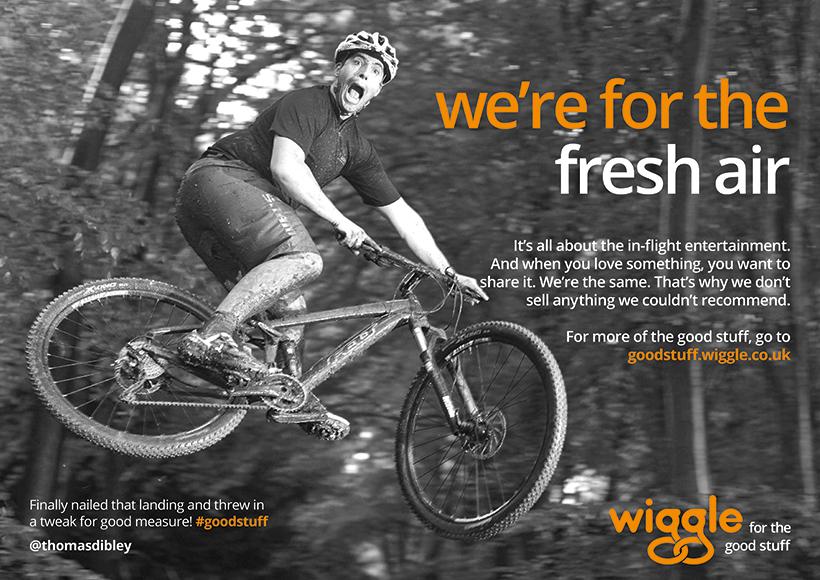 we're for the
fresh air
It's all about the in-flight entertainment.
And when you love something, you want to
share it. We're the same. That's why we don't
sell anything we couldn't recommend.
For more of the good stuff, go to
goodstuff.wiggle.co.uk
Finally nailed that landing and threw in
a tweak for good measure! #goodstuff
@thomasdibley
wiggle for the
good stuff